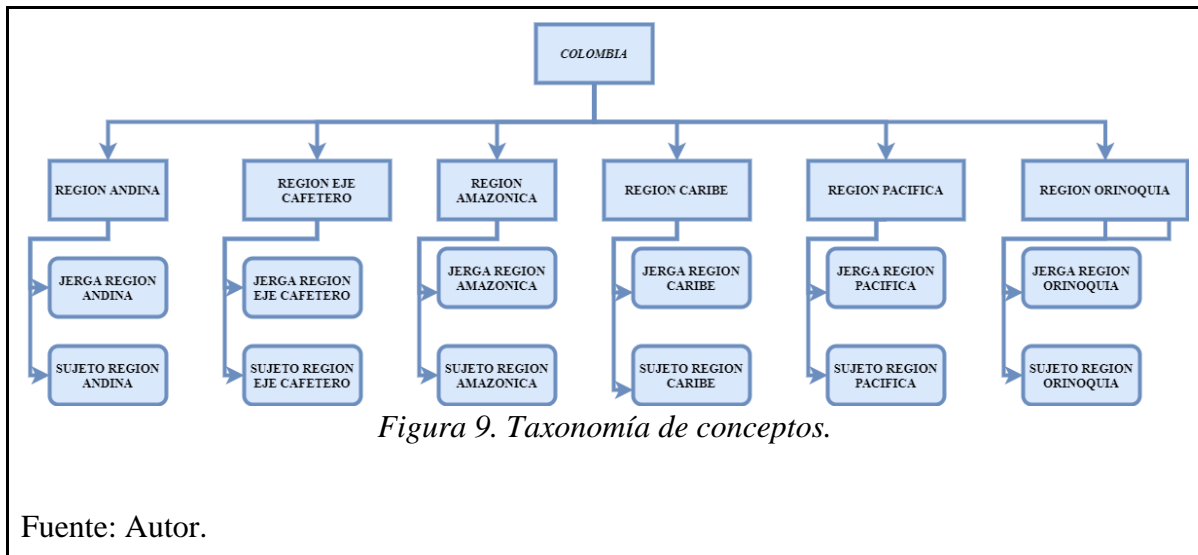 COLOMBIA
REGION ANDINA
REGION EJE
CAFETERO
REGION
AMAZONICA
REGION CARIBE
REGION PACIFICA
REGION ORINOQUIA
JERGA REGION
ANDINA
JERGA REGION
EJE CAFETERO
JERGA REGION
AMAZONICA
JERGA REGION
CARIBE
JERGA REGION
PACIFICA
JERGA REGION
ORINOQUIA
SUJETO REGION
ANDINA
SUJETO REGION
EJE CAFETERO
SUJETO REGION
AMAZONICA
SUJETO REGION
CARIBE
SUJETO REGION
PACIFICA
SUJETO REGION
ORINOQUIA
Figura 9. Taxonomía de conceptos.
Fuente: Autor.